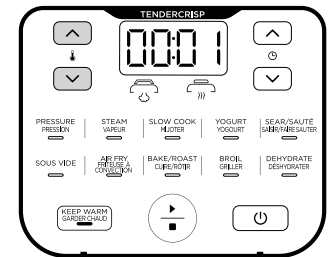 TENDERCRISP
00:01
PRESSURE STEAM SLOW COOK YOGURT SEAR/SAUTÉ
PRESSION VAPEUR MIJOTER YOGOURT SAISIR/FAIRE SAUTER
SOUS VIDE AIR FRY BAKE/ROAST BROIL DEHYDRATE
FRITEUSE À CUIRE/RÔTIR GRILLER DÉSHYDRATER
CONVECTION
KEEP WARM
GARDER CHAUD